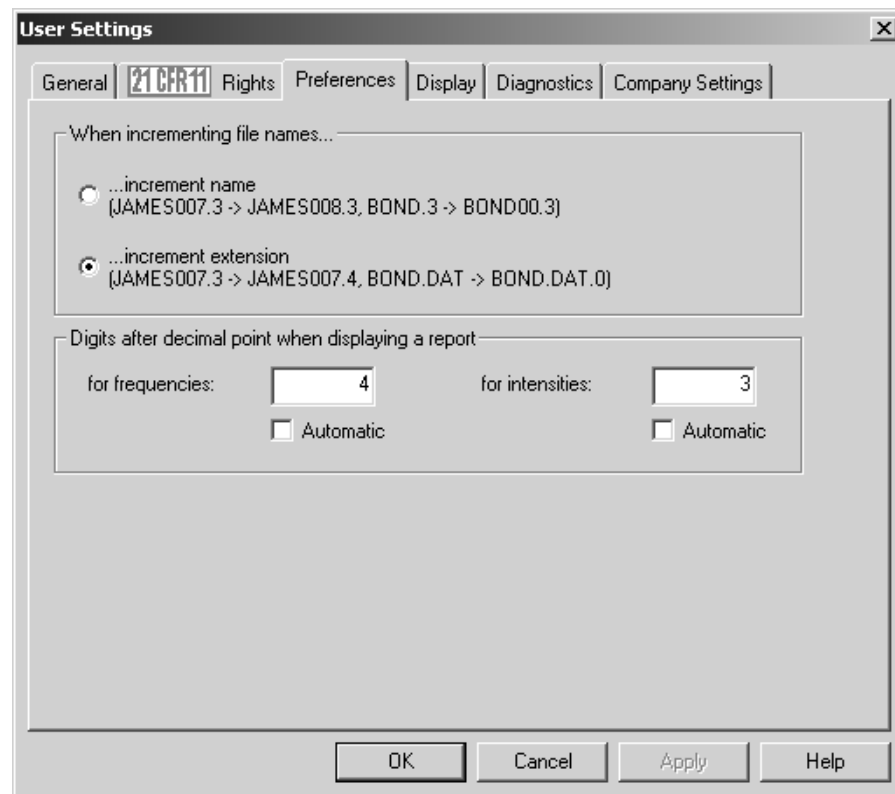 User Settings
General 21 CFR11 Rights Preferences Display Diagnostics Company Settings
When incrementing file names...
...increment name
(JAMES007.3 -> JAMES008.3, BOND.3 -> BOND00.3)
...increment extension
(JAMES007.3 -> JAMES007.4, BOND.DAT -> BOND.DAT.0)
Digits after decimal point when displaying a report
for frequencies: 4 for intensities: 3
Automatic Automatic
OK Cancel Apply Help